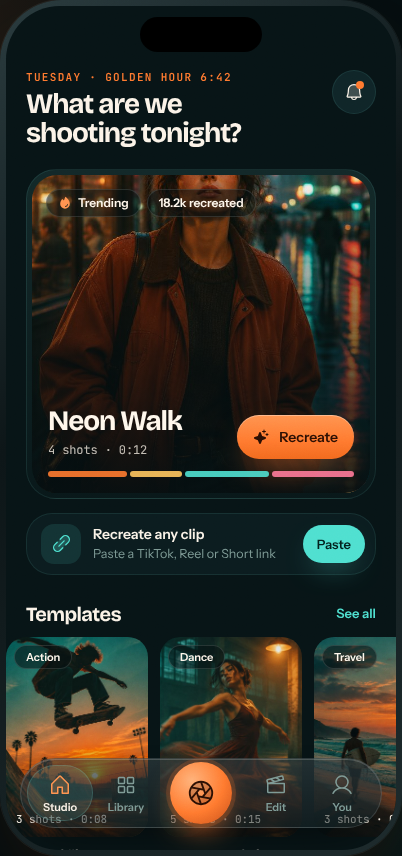 TUESDAY · GOLDEN HOUR 6:42
What are we
shooting tonight?
Trending
18.2k recreated
Neon Walk
4 shots · 0:12
Recreate
Recreate any clip
Paste a TikTok, Reel or Short link
Paste
Templates
See all
Action
Dance
Travel
3 shots · 0:08
5 s · 0:15
3 shots ·
Studio
Library
Edit
You